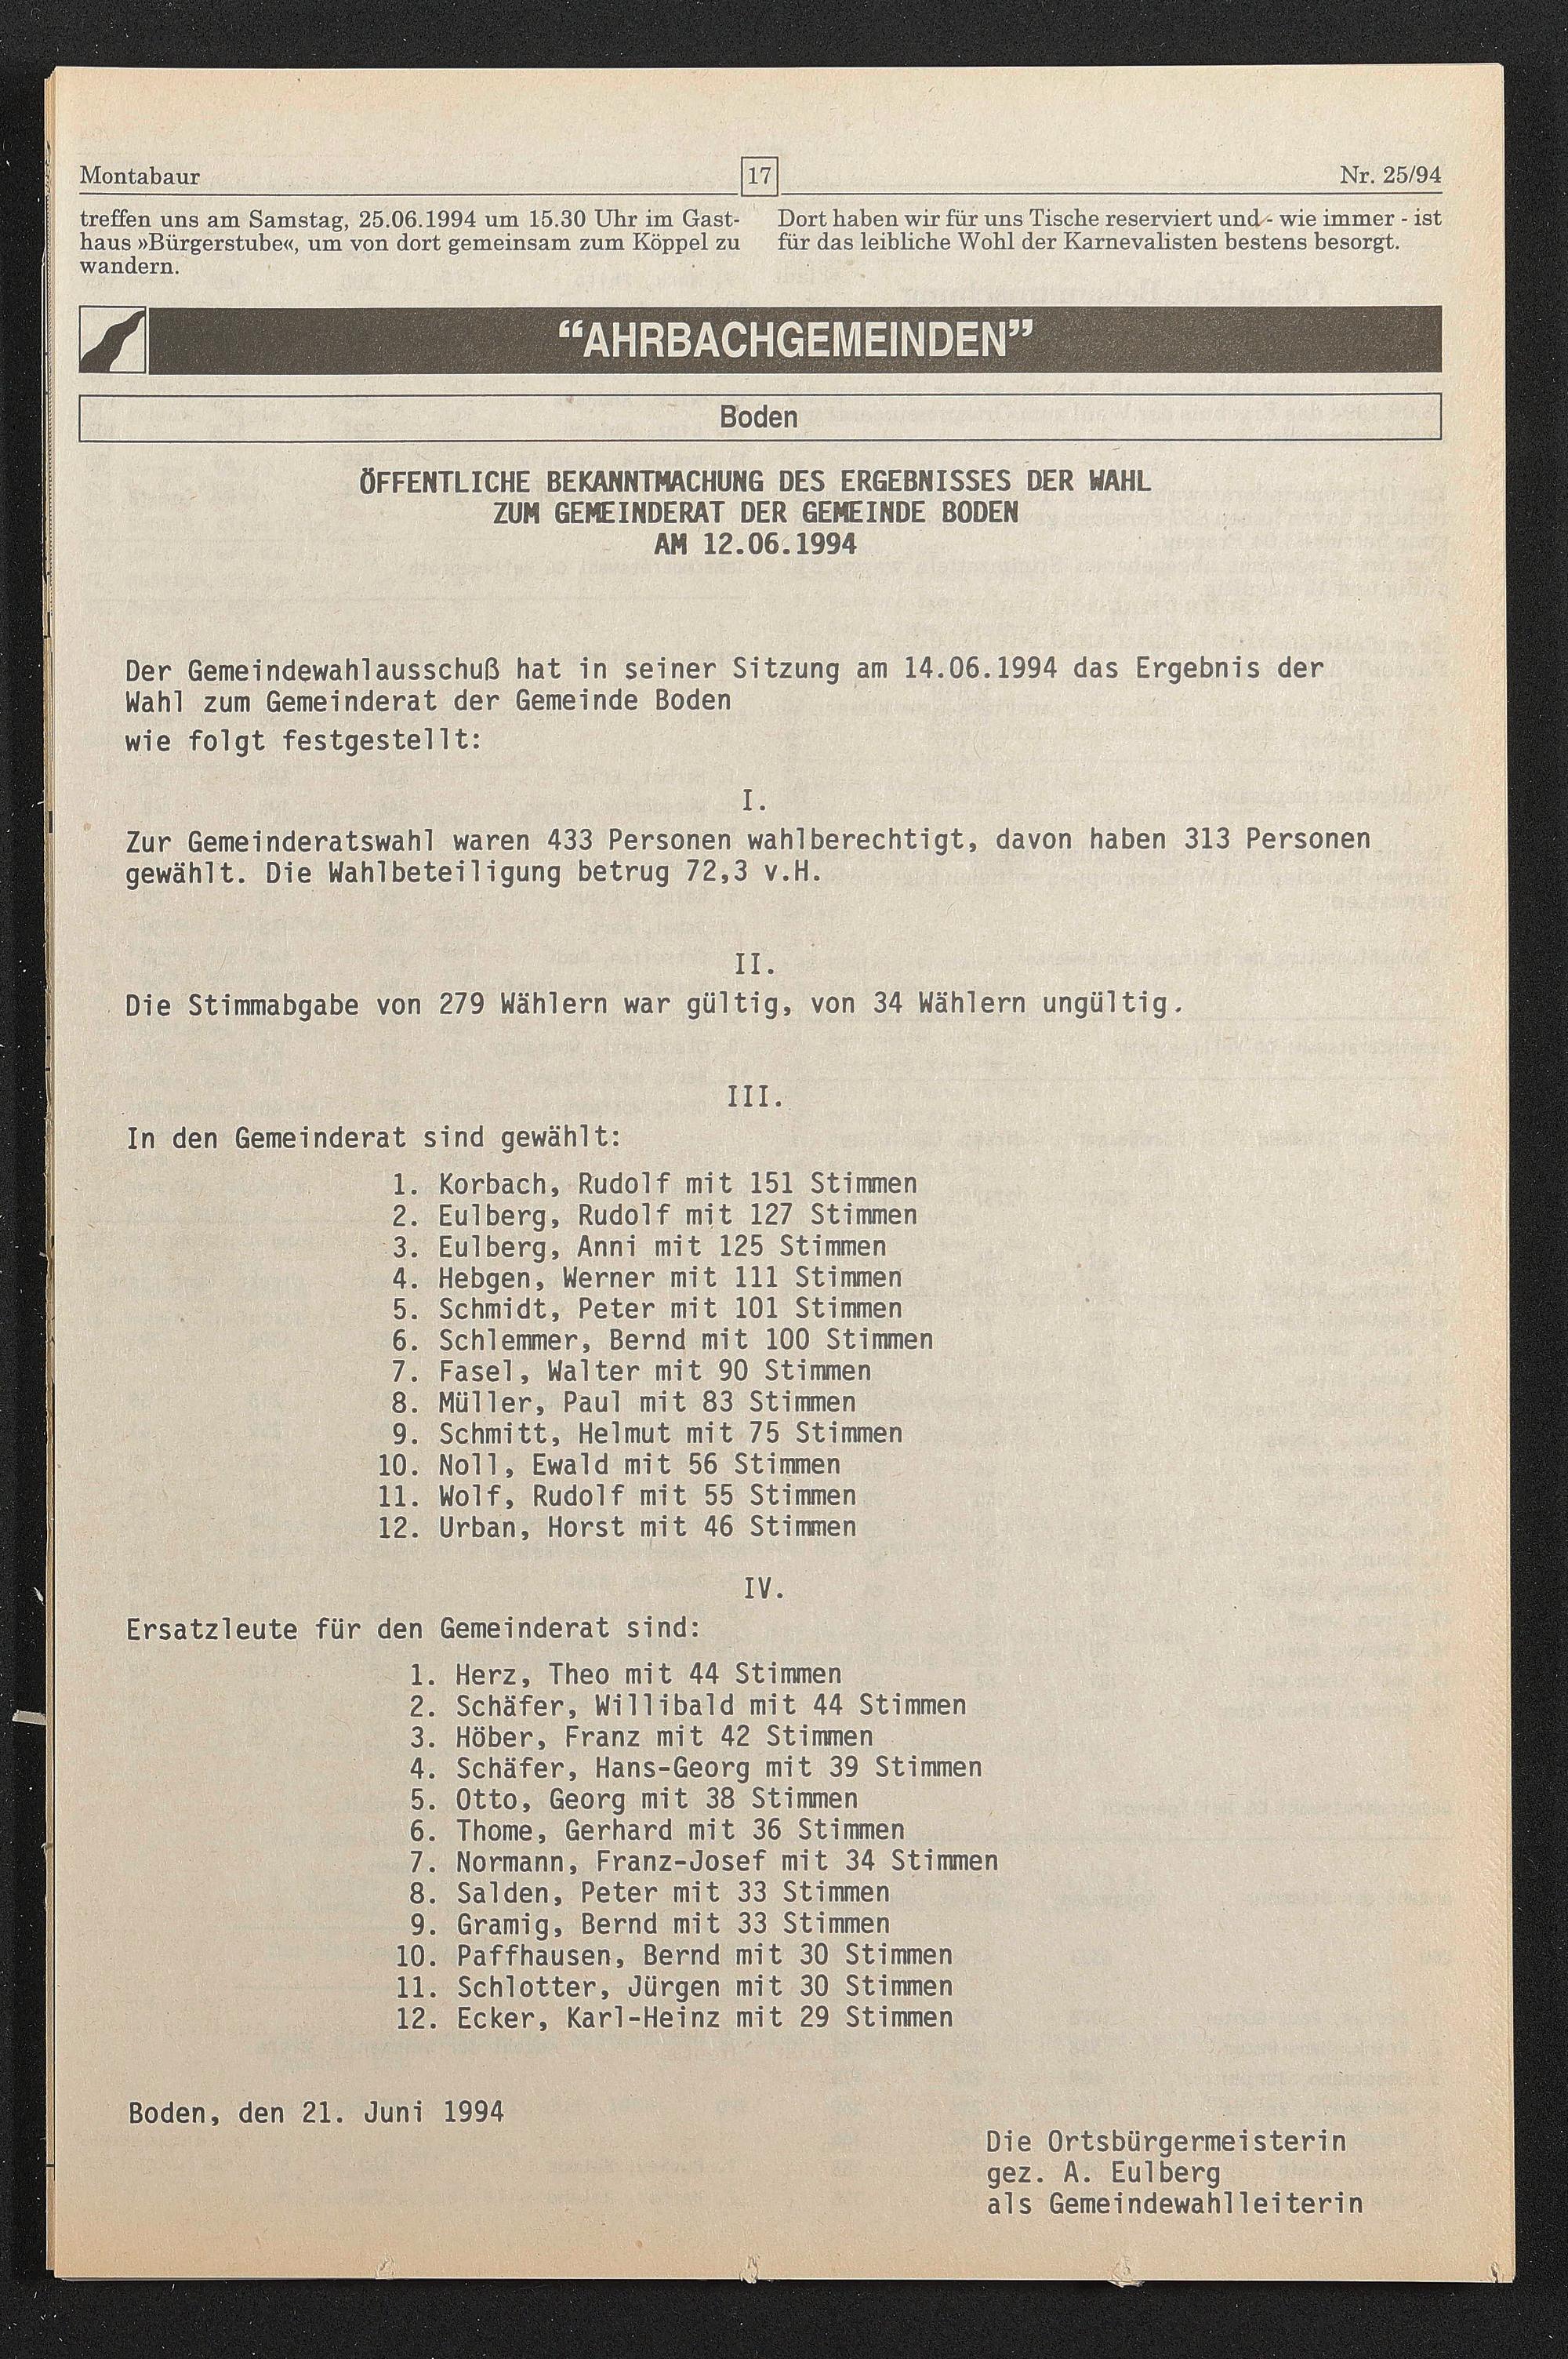 Montabaur
17
Nr. 25/94
treffen uns am Samstag, 25.06.1994 um 15.30 Uhr im Gast-
haus »Bürgerstube«, um von dort gemeinsam zum Köppel zu
wandern.
Dort haben wir für uns Tische reserviert und - wie immer - ist
für das leibliche Wohl der Karnevalisten bestens besorgt.
“AHRBACHGEMEINDEN”
Boden
ÖFFENTLICHE BEKANNTMACHUNG DES ERGEBNISSES DER WAHL
ZUM GEMEINDERAT DER GEMEINDE BODEN
AM 12.06.1994
Der Gemeindewahlausschuß hat in seiner Sitzung am 14.06.1994 das Ergebnis der
Wahl zum Gemeinderat der Gemeinde Boden
wie folgt festgestellt:
I.
Zur Gemeinderatswahl waren 433 Personen wahlberechtigt, davon haben 313 Personen
gewählt. Die Wahlbeteiligung betrug 72,3 v.H.
II.
Die Stimmabgabe von 279 Wählern war gültig, von 34 Wählern ungültig.
III.
In den Gemeinderat sind gewählt:
1. Korbach, Rudolf mit 151 Stimmen
2. Eulberg, Rudolf mit 127 Stimmen
3. Eulberg, Anni mit 125 Stimmen
4. Hebgen, Werner mit 111 Stimmen
5. Schmidt, Peter mit 101 Stimmen
6. Schlemmer, Bernd mit 100 Stimmen
7. Fasel, Walter mit 90 Stimmen
8. Müller, Paul mit 83 Stimmen
9. Schmitt, Helmut mit 75 Stimmen
10. Noll, Ewald mit 56 Stimmen
11. Wolf, Rudolf mit 55 Stimmen
12. Urban, Horst mit 46 Stimmen
IV.
Ersatzleute für den Gemeinderat sind:
1. Herz, Theo mit 44 Stimmen
2. Schäfer, Willibald mit 44 Stimmen
3. Höber, Franz mit 42 Stimmen
4. Schäfer, Hans-Georg mit 39 Stimmen
5. Otto, Georg mit 38 Stimmen
6. Thome, Gerhard mit 36 Stimmen
7. Normann, Franz-Josef mit 34 Stimmen
8. Salden, Peter mit 33 Stimmen
9. Gramig, Bernd mit 33 Stimmen
10. Paffhausen, Bernd mit 30 Stimmen
11. Schlotter, Jürgen mit 30 Stimmen
12. Ecker, Karl-Heinz mit 29 Stimmen
Boden, den 21. Juni 1994
Die Ortsbürgermeisterin
gez. A. Eulberg
als Gemeindewahlleiterin